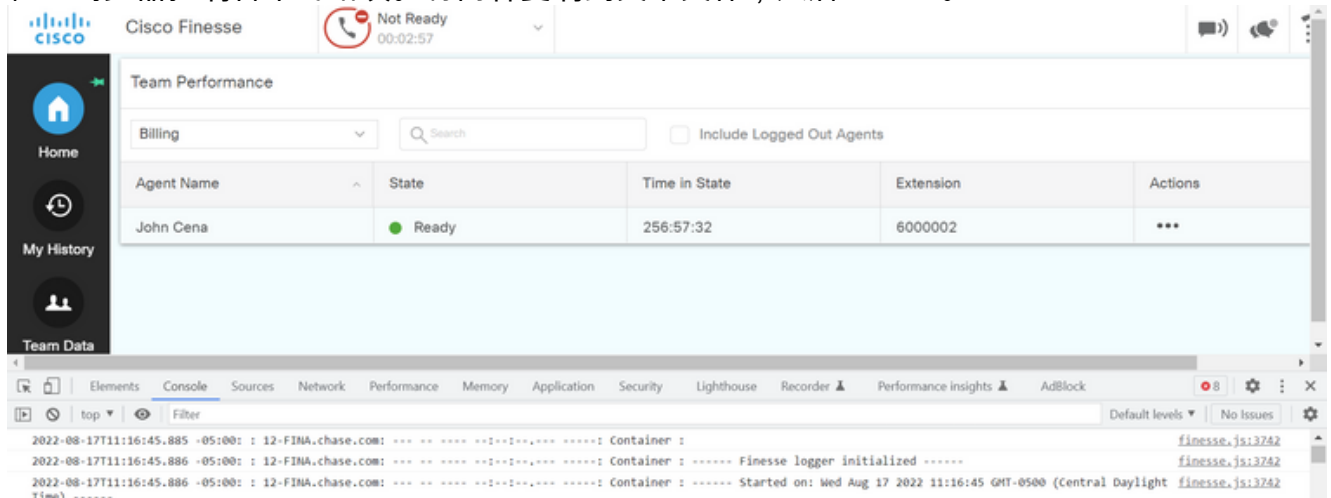 CISCO
Cisco Finesse
Not Ready
00:02:57
Team Performance
Billing
Search
Include Logged Out Agents
Home
Agent Name
State
Time in State
Extension
Actions
John Cena
Ready
256:57:32
6000002
My History
Team Data
Elements Console Sources Network Performance Memory Application Security Lighthouse Recorder Performance insights AdBlock 8
top Filter Default levels No Issues
2022-08-17T11:16:45.885 -05:00: : 12-FINA.chase.com: --- -- ---- --:--:--.--- -----: Container : finesse.js:3742
2022-08-17T11:16:45.886 -05:00: : 12-FINA.chase.com: --- -- ---- --:--:--.--- -----: Container : ------ Finesse logger initialized ------ finesse.js:3742
2022-08-17T11:16:45.886 -05:00: : 12-FINA.chase.com: --- -- ---- --:--:--.--- -----: Container : ------ Started on: Wed Aug 17 2022 11:16:45 GMT-0500 (Central Daylight finesse.js:3742
Time) ------